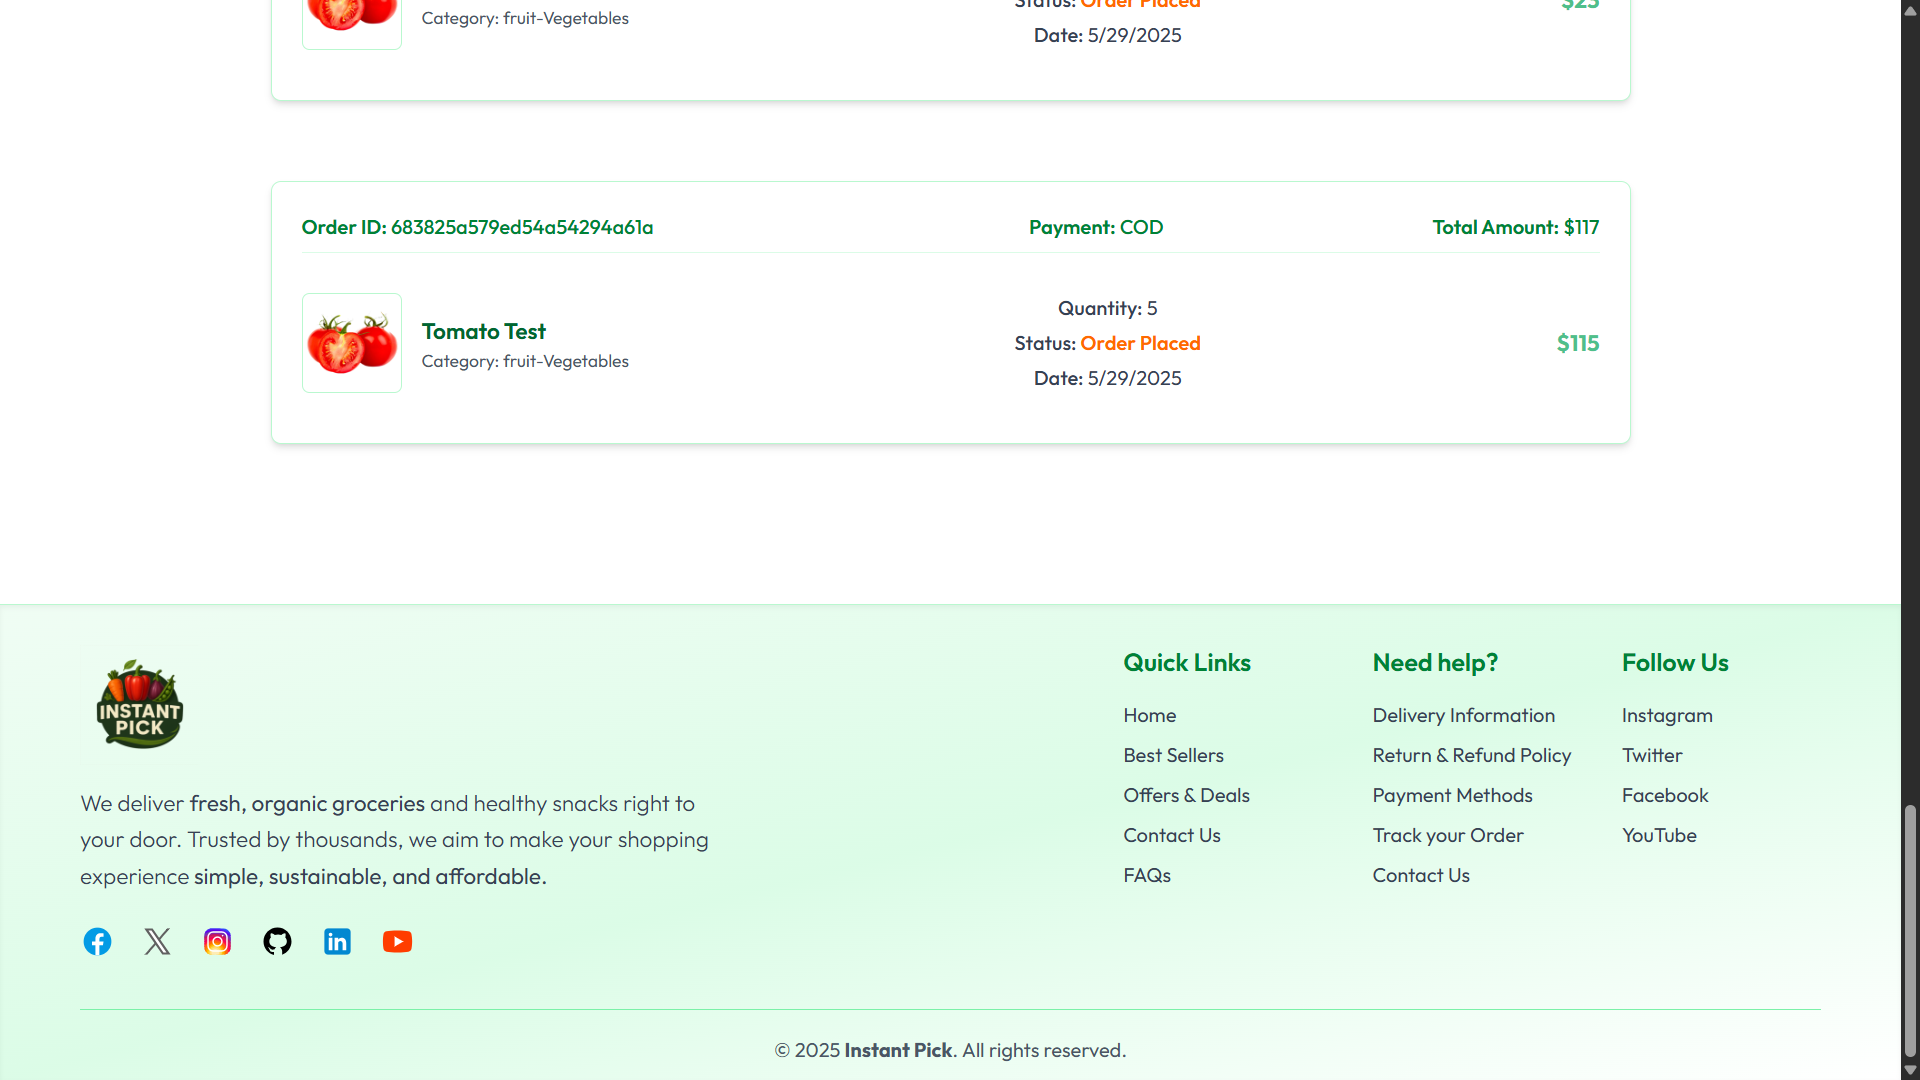 Category: fruit-Vegetables
Status: Order Placed
$23
Date: 5/29/2025
Order ID: 683825a579ed54a54294a61a
Payment: COD
Total Amount: $117
Tomato Test
Category: fruit-Vegetables
Quantity: 5
Status: Order Placed
Date: 5/29/2025
$115
INSTANT
PICK
We deliver fresh, organic groceries and healthy snacks right to
your door. Trusted by thousands, we aim to make your shopping
experience simple, sustainable, and affordable.
Quick Links
Home
Best Sellers
Offers & Deals
Contact Us
FAQs
Need help?
Delivery Information
Return & Refund Policy
Payment Methods
Track your Order
Contact Us
Follow Us
Instagram
Twitter
Facebook
YouTube
© 2025 Instant Pick. All rights reserved.